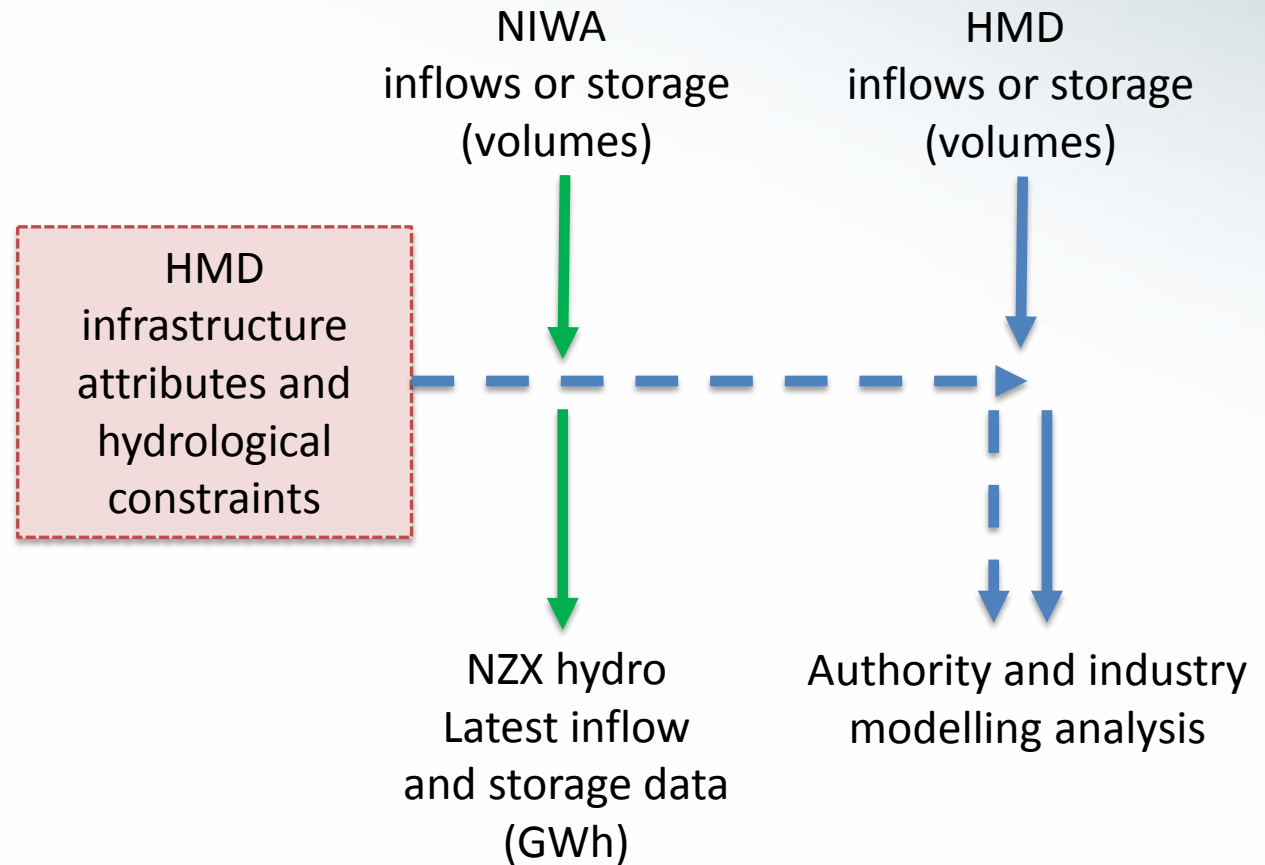 NIWA
inflows or storage
(volumes)
HMD
inflows or storage
(volumes)
HMD
infrastructure
attributes and
hydrological
constraints
NZX hydro
Latest inflow
and storage data
(GWh)
Authority and industry
modelling analysis